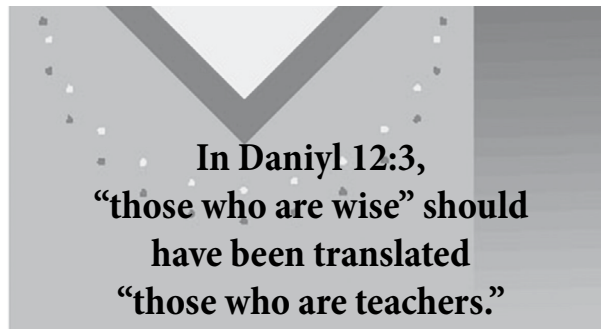 In Daniyl 12:3,
“those who are wise” should
have been translated
“those who are teachers.”